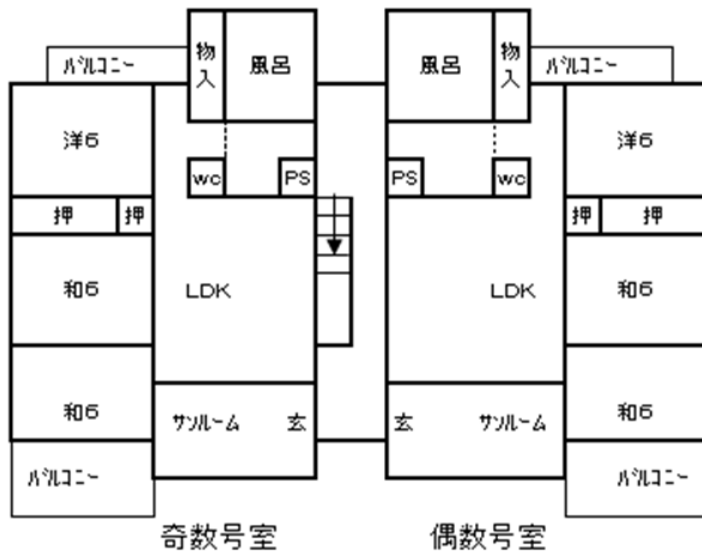 物入
風呂
風呂
物入
バルコニー
バルコニー
洋6
洋6
wc
PS
PS
wc
押
押
押
押
和6
LDK
LDK
和6
和6
サンルーム
玄
玄
サンルーム
和6
バルコニー
バルコニー
奇数号室
偶数号室